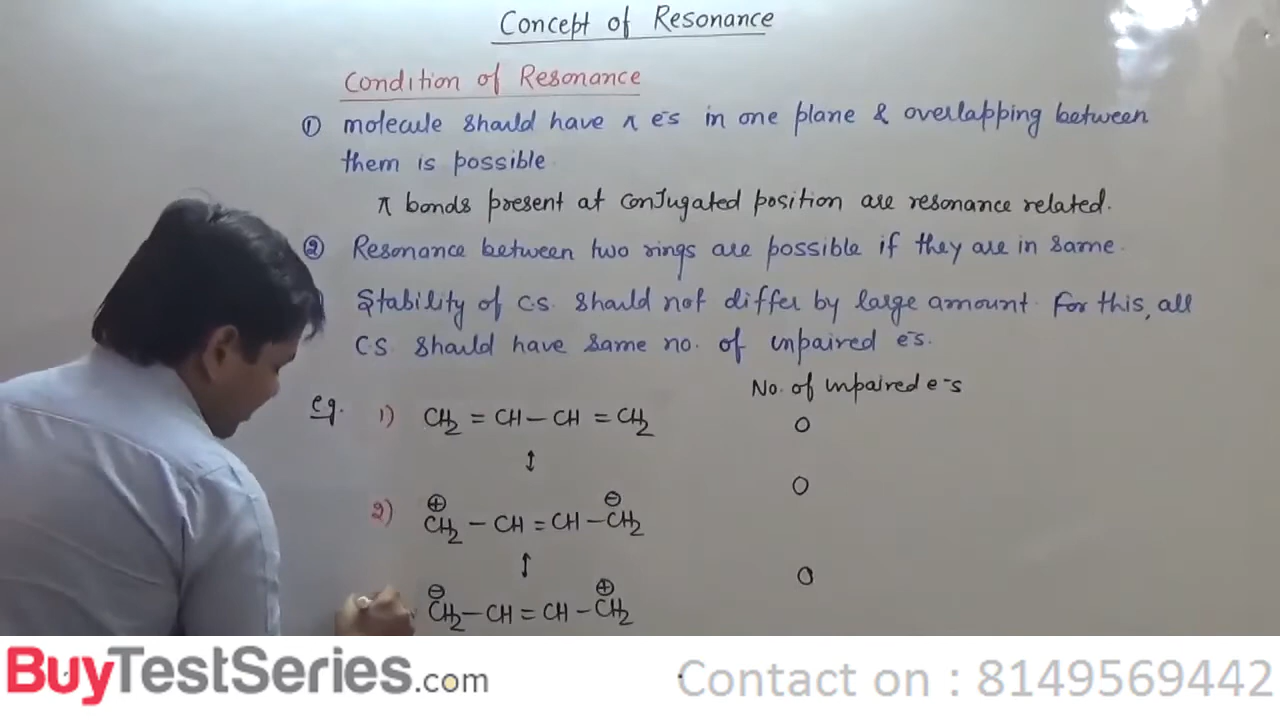 Concept of Resonance
Condition of Resonance
① molecule should have π e⁻s in one plane & overlapping between
them is possible.
π bonds present at conJugated position are resonance related.
② Resonance between two rings are possible if they are in same.
Stability of C.S. Should not differ by large amount. For this, all
C.S. Should have same no. of unpaired e⁻s.
No. of unpaired e⁻s
eg. 1) CH₂ = CH – CH = CH₂ 0
↕
2) ⊕CH₂ – CH = CH – ⊖CH₂ 0
↕
⊖CH₂ – CH = CH – ⊕CH₂ 0
BuyTestSeries.com
Contact on : 8149569442